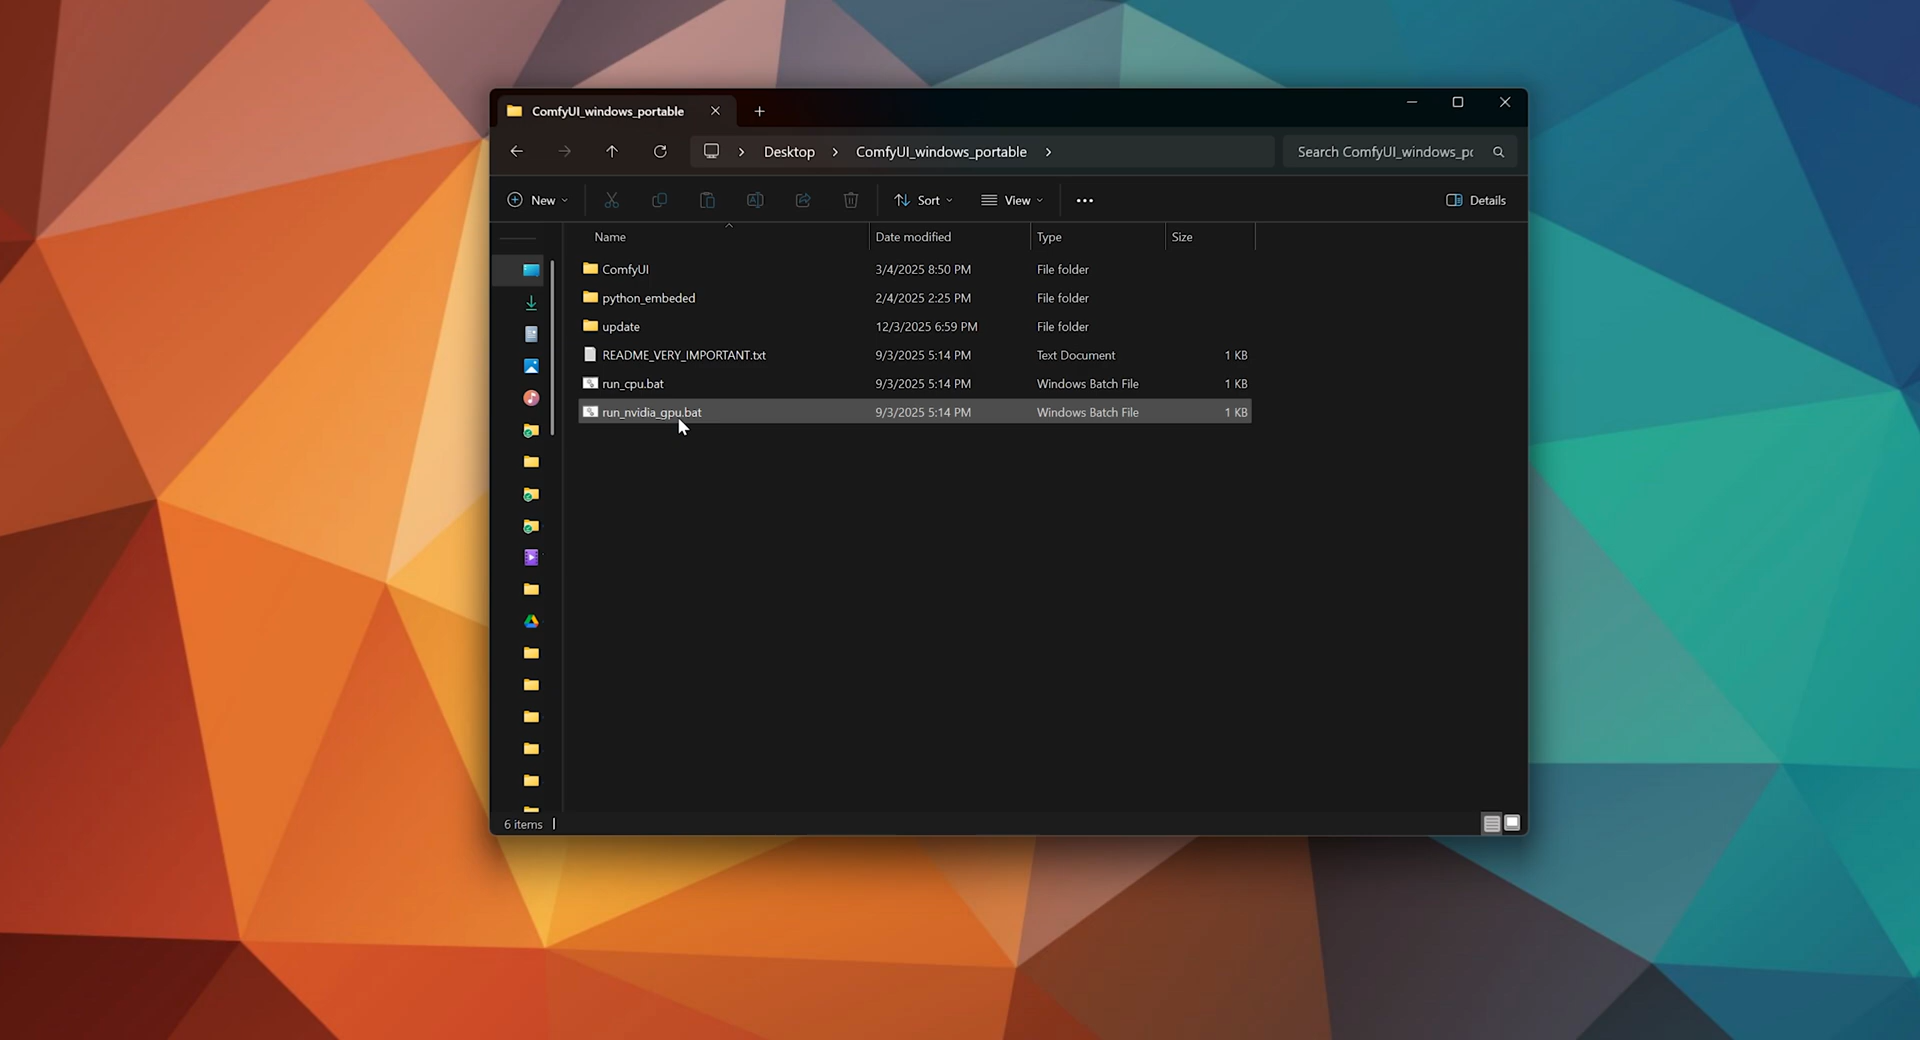 ComfyUI_windows_portable
Desktop > ComfyUI_windows_portable >
Search ComfyUI_windows_pc
New Sort View ••• Details
Name Date modified Type Size
ComfyUI 3/4/2025 8:50 PM File folder
python_embeded 2/4/2025 2:25 PM File folder
update 12/3/2025 6:59 PM File folder
README_VERY_IMPORTANT.txt 9/3/2025 5:14 PM Text Document 1 KB
run_cpu.bat 9/3/2025 5:14 PM Windows Batch File 1 KB
run_nvidia_gpu.bat 9/3/2025 5:14 PM Windows Batch File 1 KB
6 items